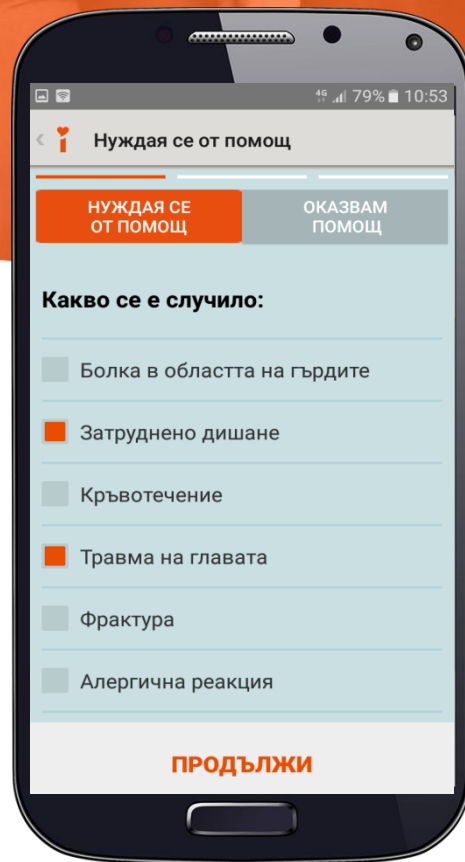 4G 79% 10:53
Нуждая се от помощ
НУЖДАЯ СЕ
ОТ ПОМОЩ
ОКАЗВАМ
ПОМОЩ
Какво се е случило:
Болка в областта на гърдите
Затруднено дишане
Кръвотечение
Травма на главата
Фрактура
Алергична реакция
ПРОДЪЛЖИ